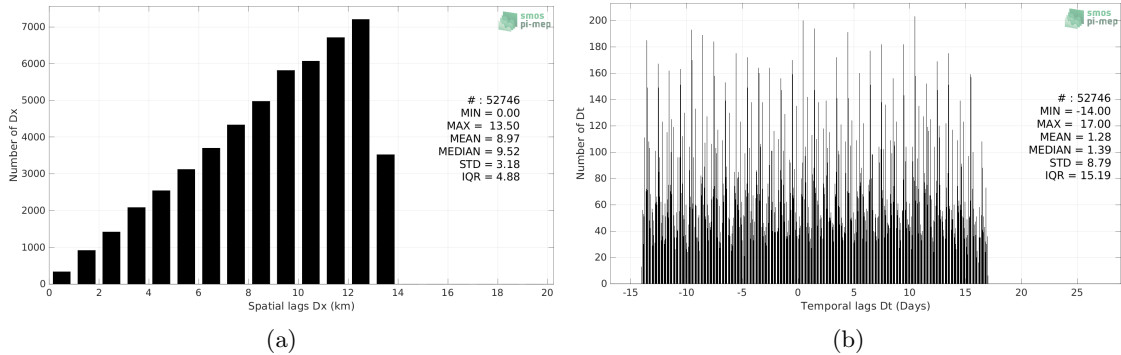 7000
6000
5000
4000
3000
2000
1000
0
Number of Dx
0 2 4 6 8 10 12 14 16 18 20
Spatial lags Dx (km)
smos
pi-mep
# : 52746
MIN = 0.00
MAX = 13.50
MEAN = 8.97
MEDIAN = 9.52
STD = 3.18
IQR = 4.88
(a)
200
180
160
140
120
100
80
60
40
20
0
Number of Dt
-15 -10 -5 0 5 10 15 20 25
Temporal lags Dt (Days)
smos
pi-mep
# : 52746
MIN = -14.00
MAX = 17.00
MEAN = 1.28
MEDIAN = 1.39
STD = 8.79
IQR = 15.19
(b)